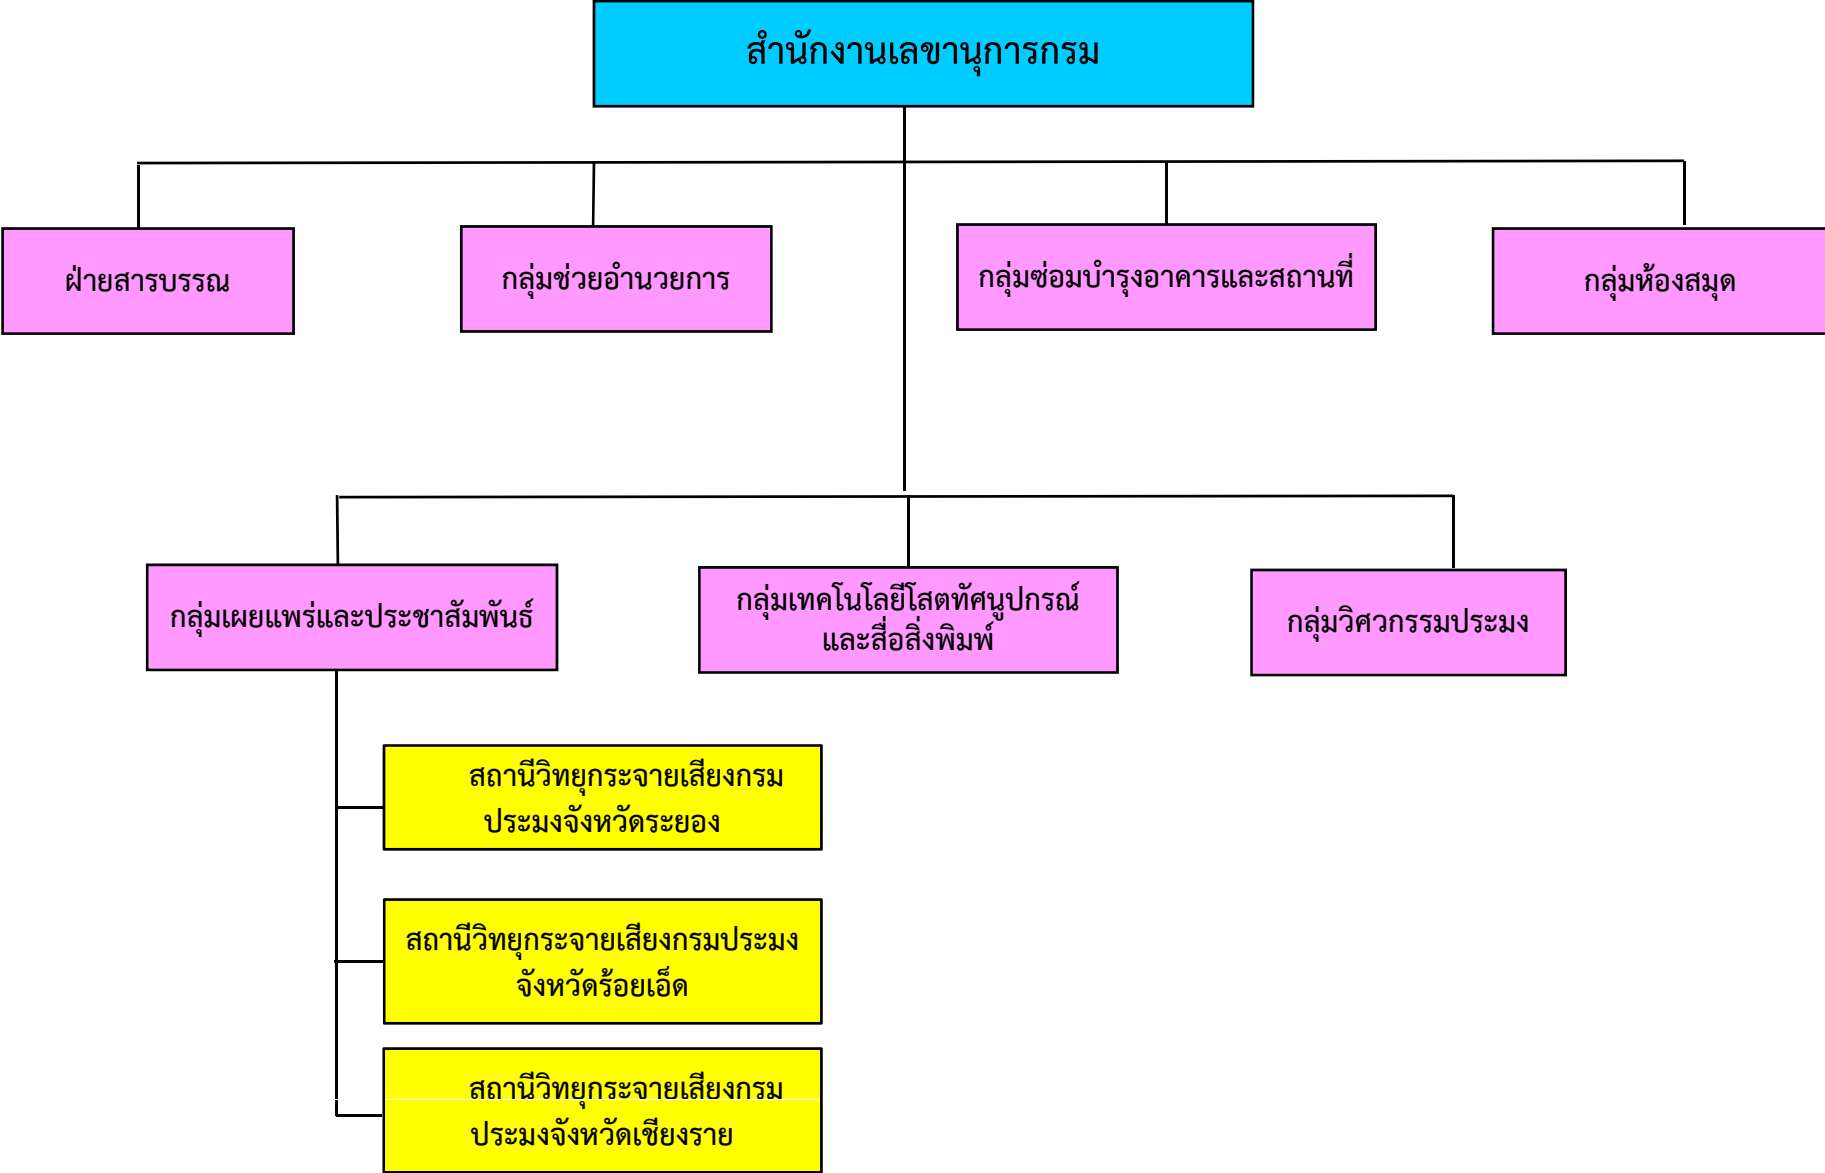 สำนักงานเลขานุการกรม
ฝ่ายสารบรรณ
กลุ่มช่วยอำนวยการ
กลุ่มซ่อมบำรุงอาคารและสถานที่
กลุ่มห้องสมุด
กลุ่มเผยแพร่และประชาสัมพันธ์
กลุ่มเทคโนโลยีโสตทัศนูปกรณ์
และสื่อสิ่งพิมพ์
กลุ่มวิศวกรรมประมง
สถานีวิทยุกระจายเสียงกรม
ประมงจังหวัดระยอง
สถานีวิทยุกระจายเสียงกรมประมง
จังหวัดร้อยเอ็ด
สถานีวิทยุกระจายเสียงกรม
ประมงจังหวัดเชียงราย